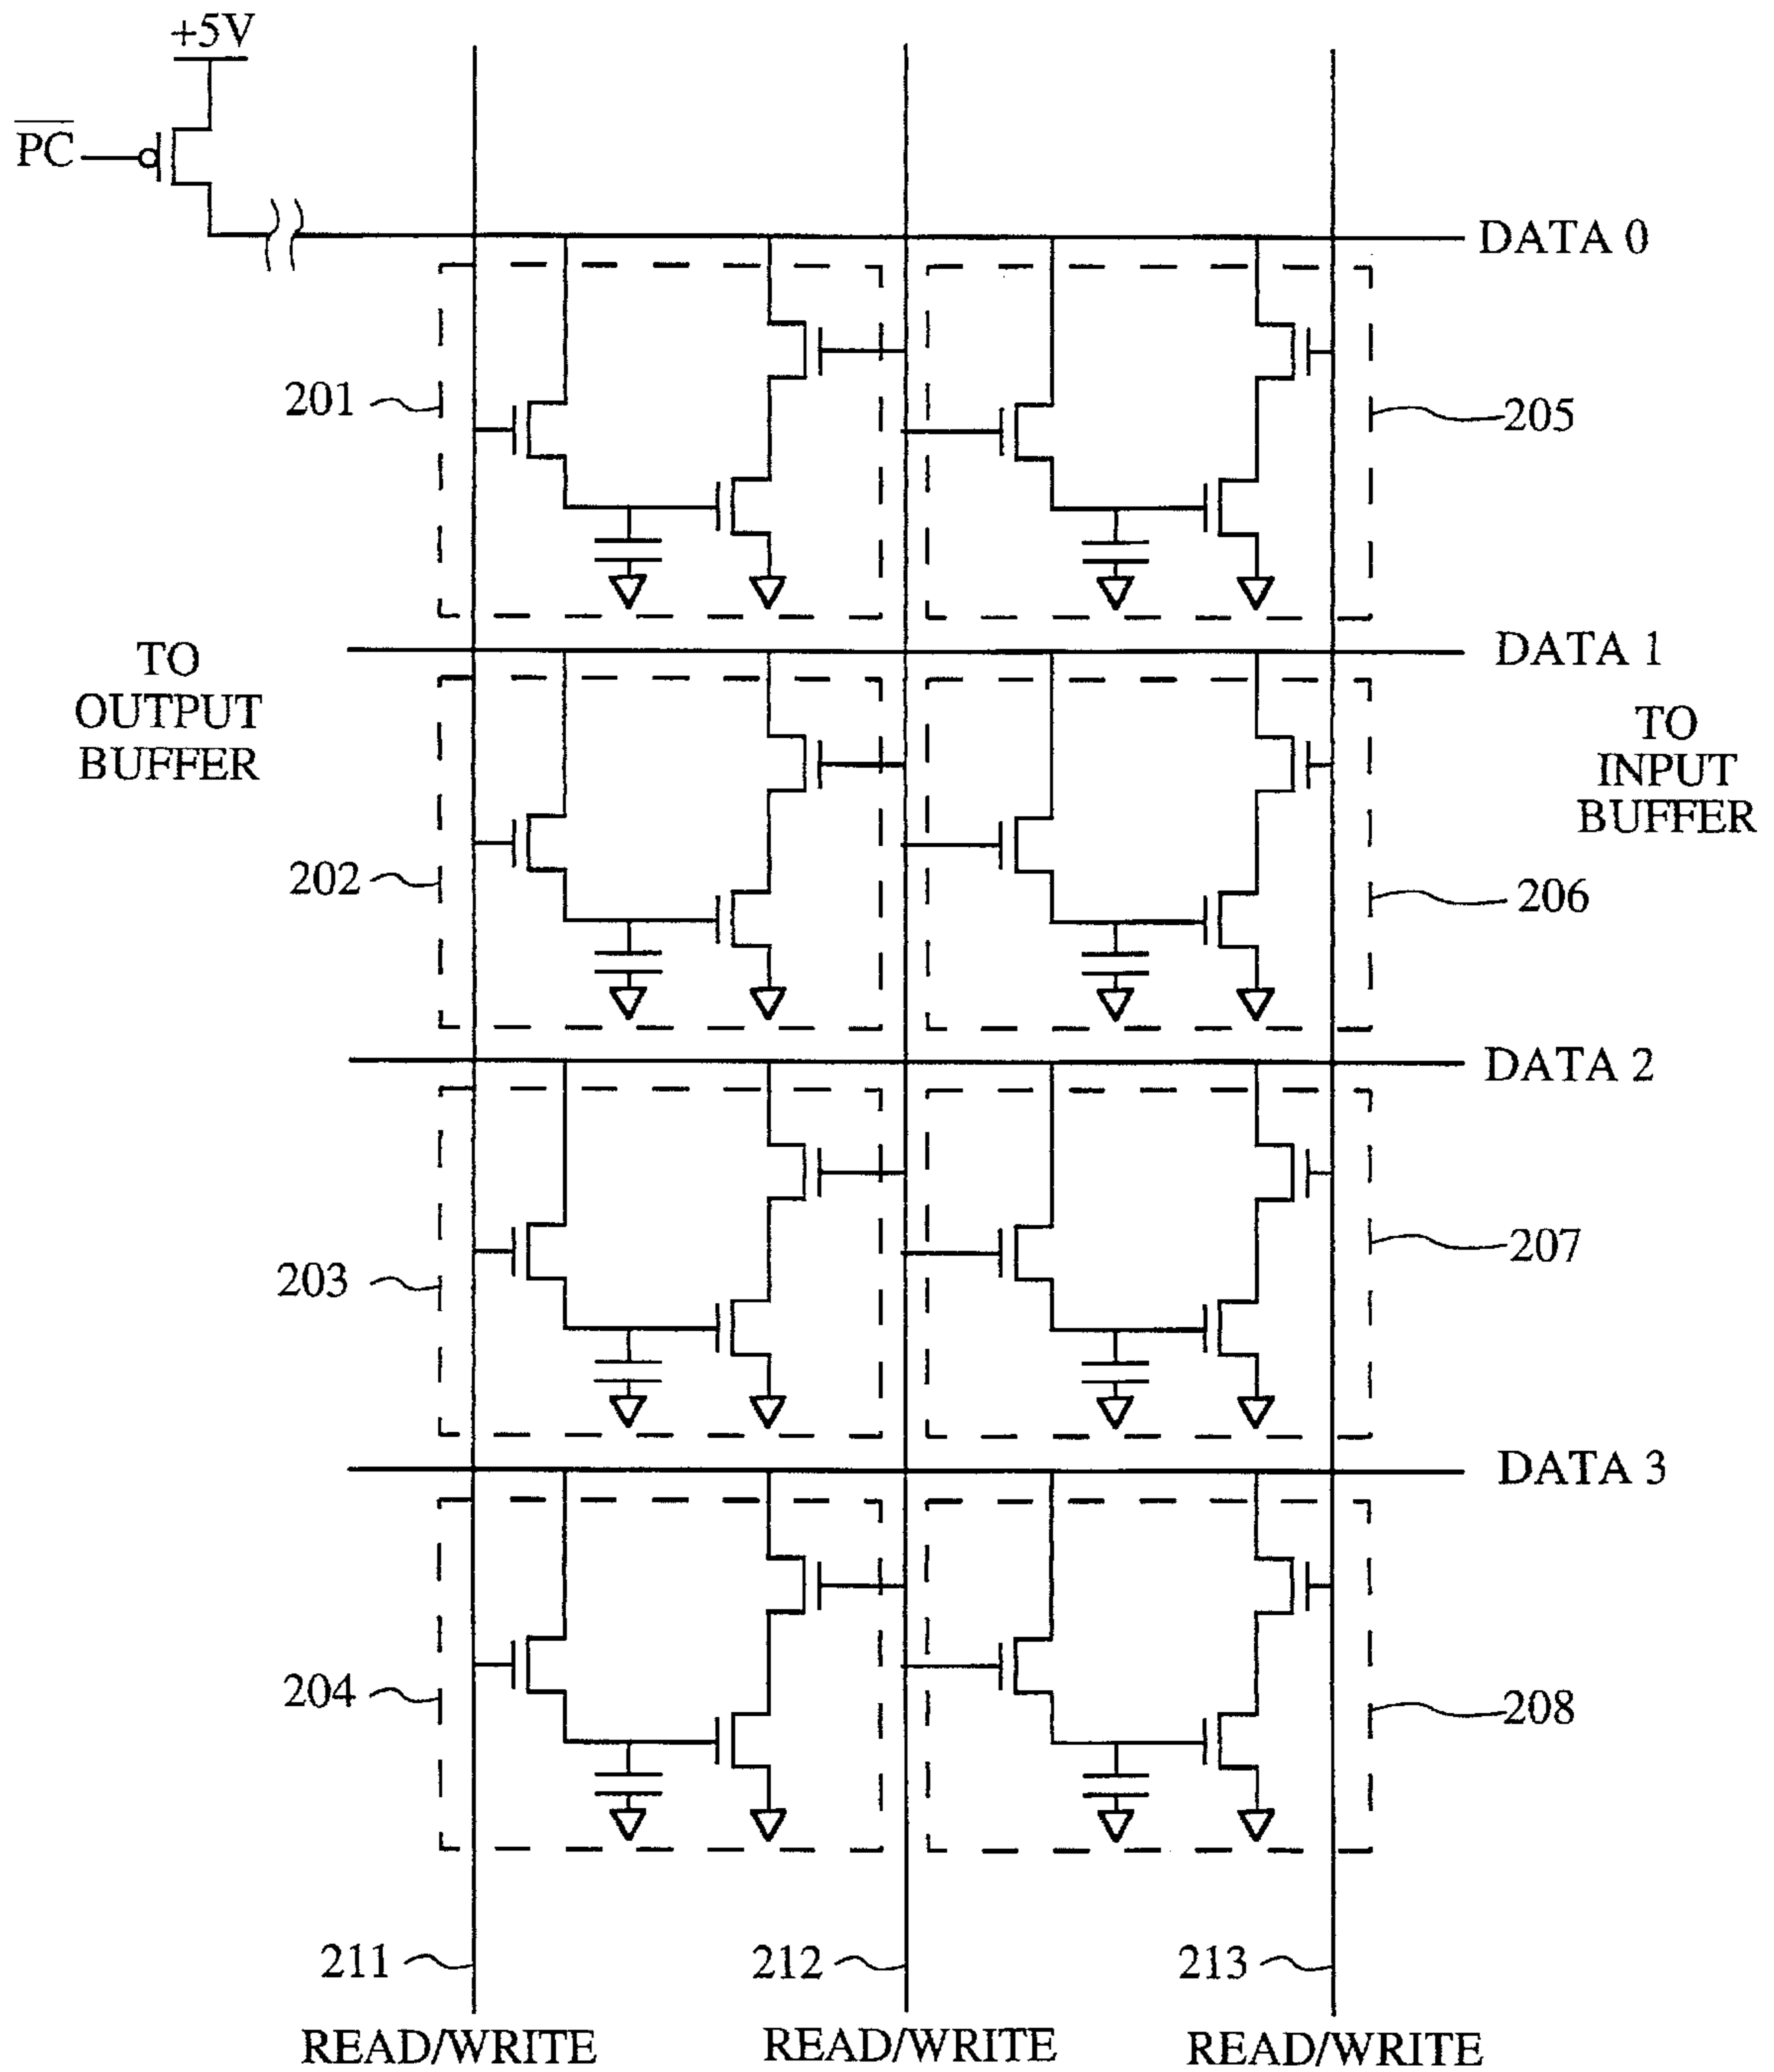 +5V
PC
DATA 0
201
205
DATA 1
TO
OUTPUT
BUFFER
TO
INPUT
BUFFER
202
206
DATA 2
203
207
DATA 3
204
208
211
212
213
READ/WRITE
READ/WRITE
READ/WRITE